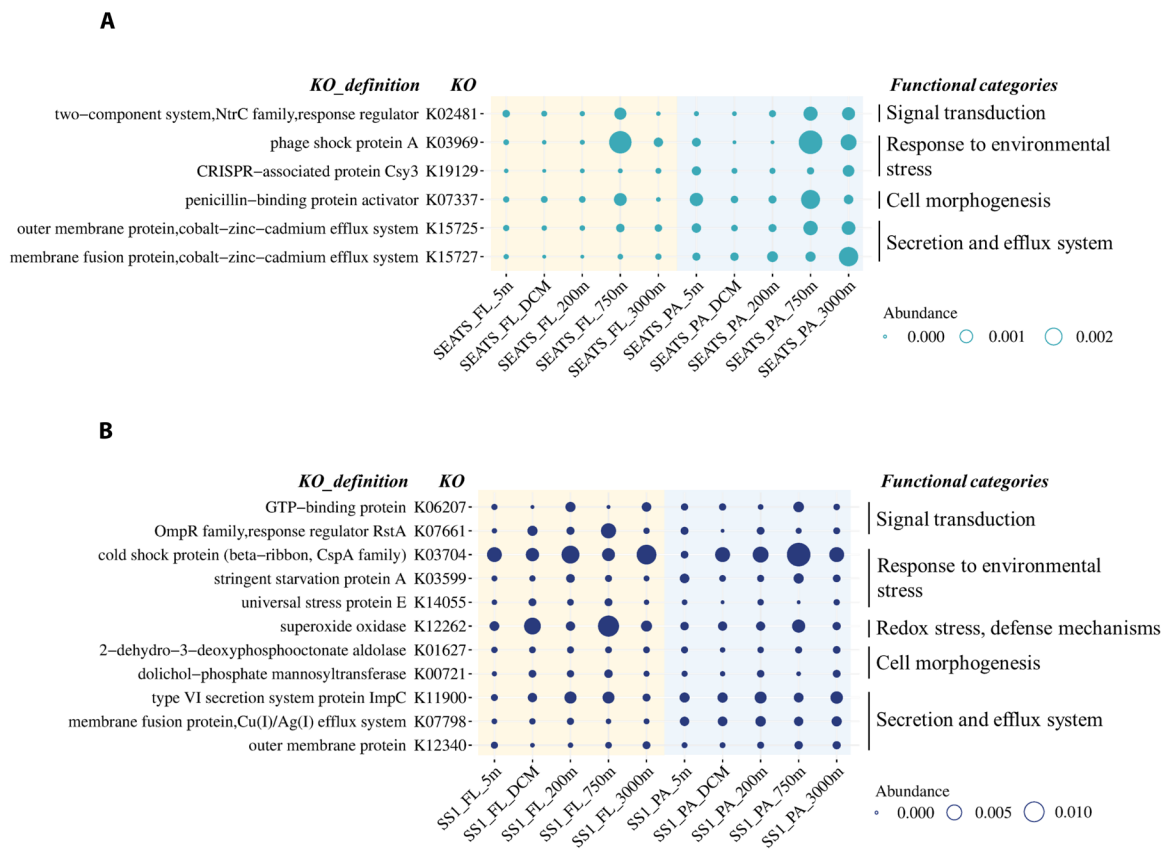 A
KO_definition KO Functional categories
two−component system,NtrC family,response regulator K02481 Signal transduction
phage shock protein A K03969 Response to environmental
CRISPR−associated protein Csy3 K19129 stress
penicillin−binding protein activator K07337 Cell morphogenesis
outer membrane protein,cobalt−zinc−cadmium efflux system K15725 Secretion and efflux system
membrane fusion protein,cobalt−zinc−cadmium efflux system K15727
SEATS_FL_5m
SEATS_FL_DCM
SEATS_FL_200m
SEATS_FL_750m
SEATS_FL_3000m
SEATS_PA_5m
SEATS_PA_DCM
SEATS_PA_200m
SEATS_PA_750m
SEATS_PA_3000m
Abundance
0.000 0.001 0.002
B
KO_definition KO Functional categories
GTP−binding protein K06207 Signal transduction
OmpR family,response regulator RstA K07661
cold shock protein (beta−ribbon, CspA family) K03704 Response to environmental
stringent starvation protein A K03599 stress
universal stress protein E K14055
superoxide oxidase K12262 Redox stress, defense mechanisms
2−dehydro−3−deoxyphosphooctonate aldolase K01627 Cell morphogenesis
dolichol−phosphate mannosyltransferase K00721
type VI secretion system protein ImpC K11900 Secretion and efflux system
membrane fusion protein,Cu(I)/Ag(I) efflux system K07798
outer membrane protein K12340
SS1_FL_5m
SS1_FL_DCM
SS1_FL_200m
SS1_FL_750m
SS1_FL_3000m
SS1_PA_5m
SS1_PA_DCM
SS1_PA_200m
SS1_PA_750m
SS1_PA_3000m
Abundance
0.000 0.005 0.010